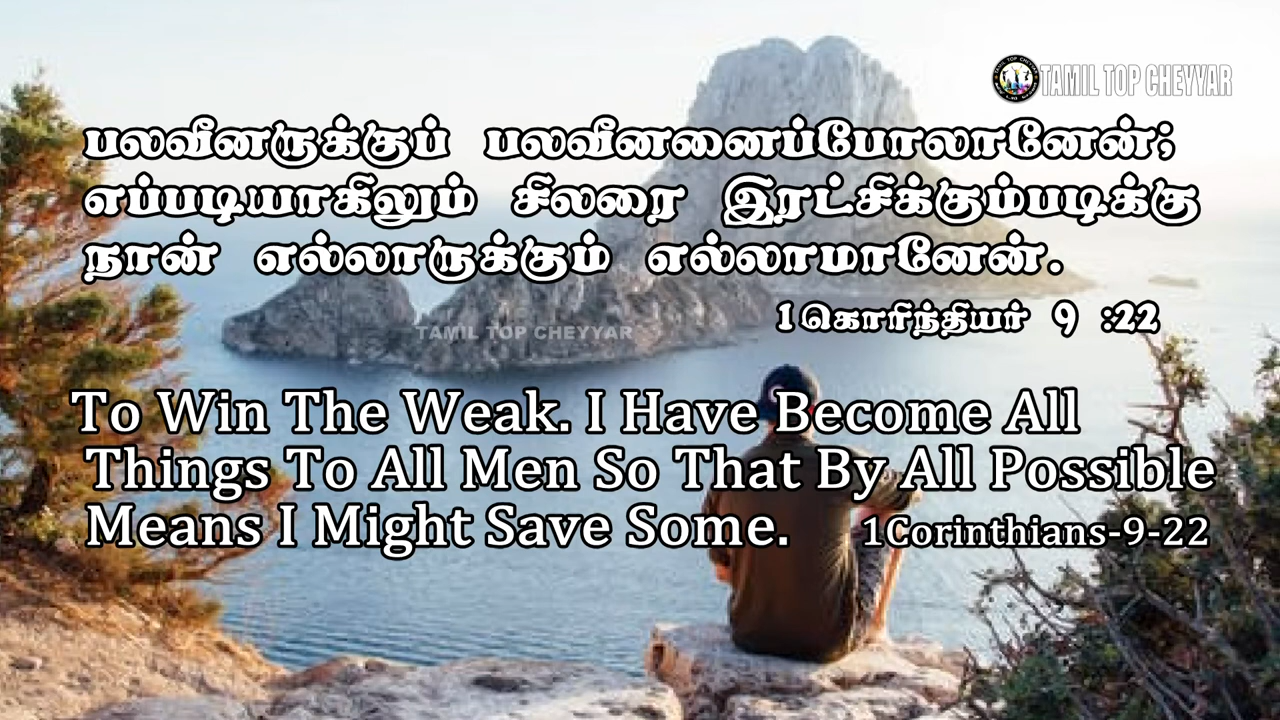 TAMIL TOP CHEYYAR
பலவீனருக்குப் பலவீனனைப்போலானேன்;
எப்படியாகிலும் சிலரை இரட்சிக்கும்படிக்கு
நான் எல்லாருக்கும் எல்லாமானேன்.
1கொரிந்தியர் 9 :22
TAMIL TOP CHEYYAR
To Win The Weak. I Have Become All
Things To All Men So That By All Possible
Means I Might Save Some. 1Corinthians-9-22